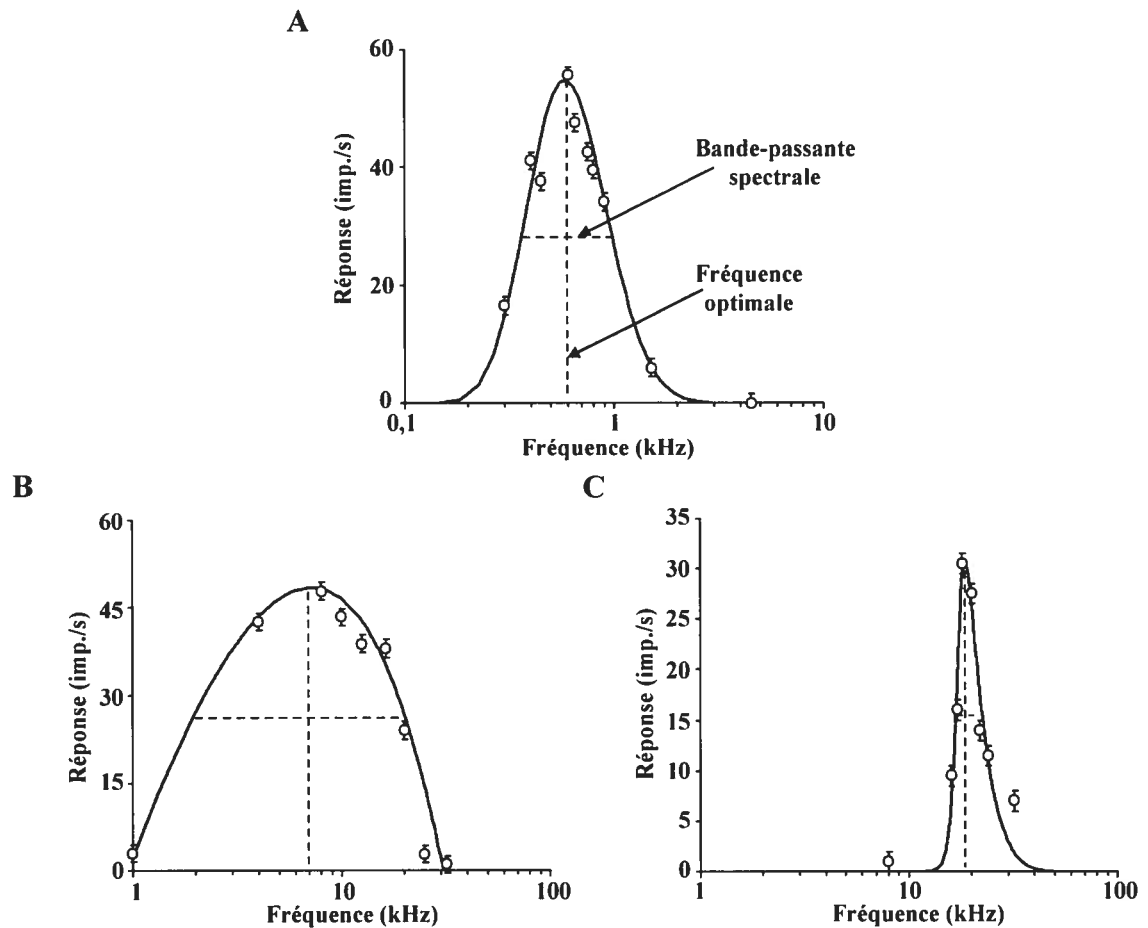 A
60
40
20
0
Réponse (imp./s)
Bande-passante
spectrale
Fréquence
optimale
0,1
1
10
Fréquence (kHz)
B
60
45
30
15
0
Réponse (imp./s)
1
10
100
Fréquence (kHz)
C
35
30
25
20
15
10
5
0
Réponse (imp./s)
1
10
100
Fréquence (kHz)